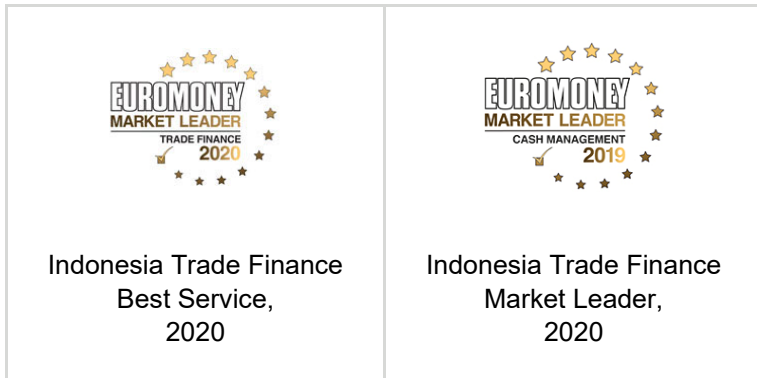 EUROMONEY
MARKET LEADER
TRADE FINANCE
2020
Indonesia Trade Finance
Best Service,
2020
EUROMONEY
MARKET LEADER
CASH MANAGEMENT
2019
Indonesia Trade Finance
Market Leader,
2020